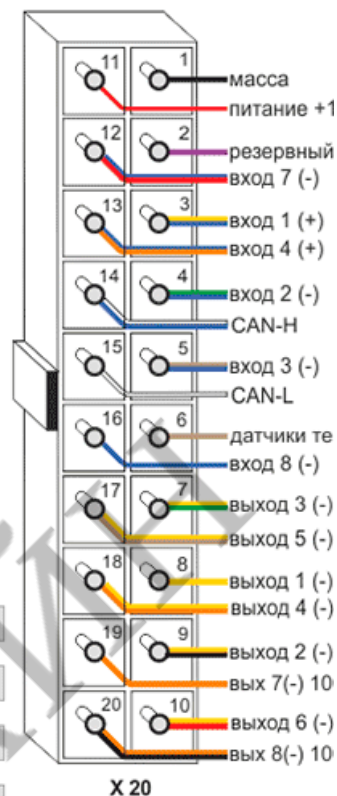 11 1 масса
питание +1
12 2 резервный
вход 7 (-)
13 3 вход 1 (+)
вход 4 (+)
14 4 вход 2 (-)
CAN-H
15 5 вход 3 (-)
CAN-L
16 6 датчики те
вход 8 (-)
17 7 выход 3 (-)
выход 5 (-)
18 8 выход 1 (-)
выход 4 (-)
19 9 выход 2 (-)
вых 7(-) 10
20 10 выход 6 (-)
вых 8(-) 10
X 20